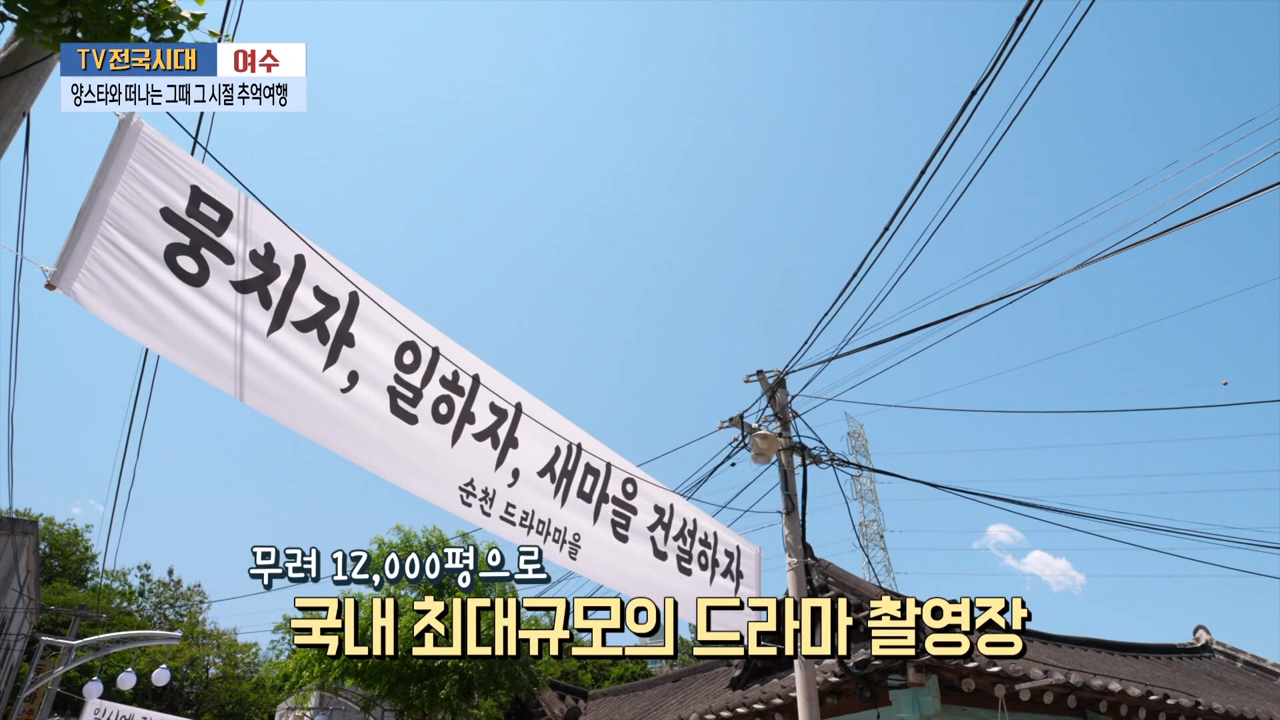 TV전국시대 여수
양스타와 떠나는 그때 그 시절 추억여행
뭉치자, 일하자, 새마을 건설하자
순천 드라마마을
무려 12,000평으로
국내 최대규모의 드라마 촬영장